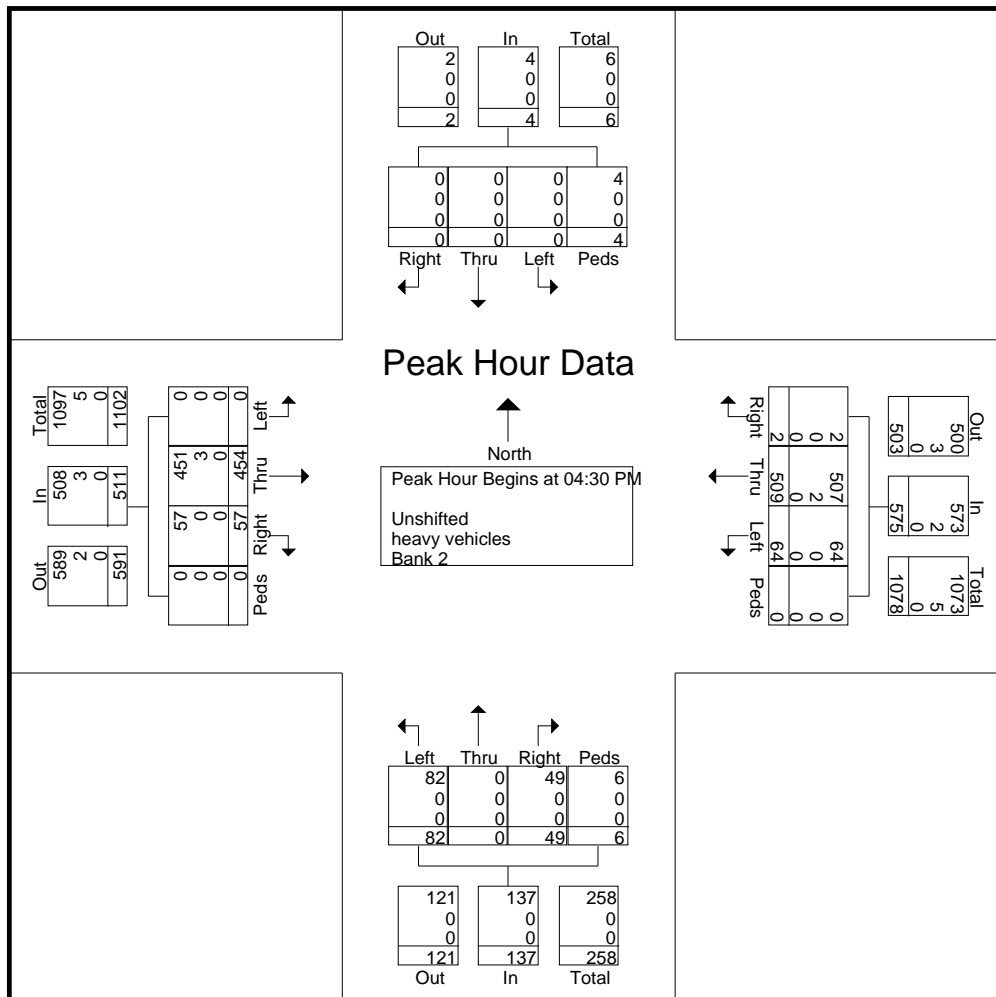 Out In Total
2 4 6
0 0 0
0 0 0
2 4 6
0 0 0 4
0 0 0 0
0 0 0 0
0 0 0 4
Right Thru Left Peds
Peak Hour Data
North
Peak Hour Begins at 04:30 PM
Unshifted
heavy vehicles
Bank 2
Total In Out
1097 508 589
5 3 2
0 0 0
1102 511 591
Left Thru Right Peds
0 451 57 0
0 3 0 0
0 0 0 0
0 454 57 0
Right Thru Left Peds
2 507 64 0
0 2 0 0
0 0 0 0
2 509 64 0
Out In Total
500 573 1073
3 2 5
0 0 0
503 575 1078
Left Thru Right Peds
82 0 49 6
0 0 0 0
0 0 0 0
82 0 49 6
121 137 258
0 0 0
0 0 0
121 137 258
Out In Total